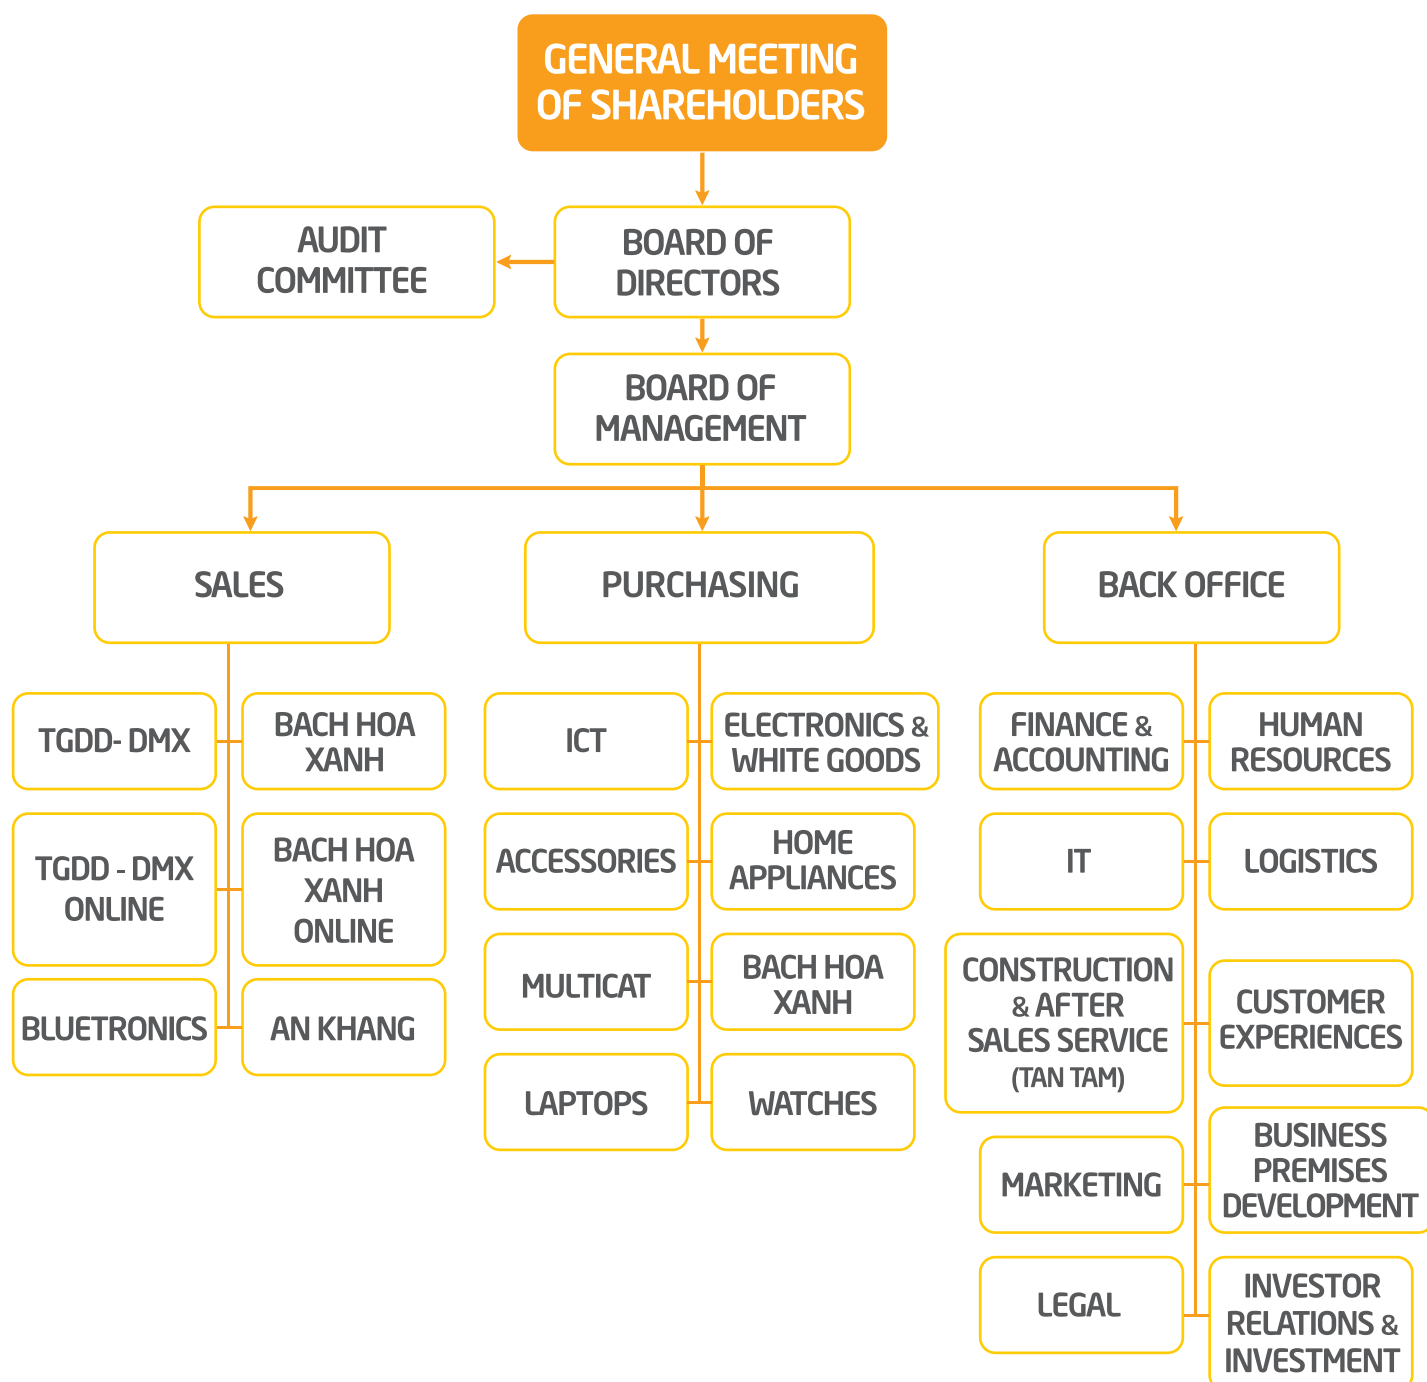 GENERAL MEETING
OF SHAREHOLDERS
AUDIT
COMMITTEE
BOARD OF
DIRECTORS
BOARD OF
MANAGEMENT
SALES
PURCHASING
BACK OFFICE
TGDD- DMX
BACH HOA
XANH
TGDD - DMX
ONLINE
BACH HOA
XANH
ONLINE
BLUETRONICS
AN KHANG
ICT
ELECTRONICS &
WHITE GOODS
ACCESSORIES
HOME
APPLIANCES
MULTICAT
BACH HOA
XANH
LAPTOPS
WATCHES
FINANCE &
ACCOUNTING
HUMAN
RESOURCES
IT
LOGISTICS
CONSTRUCTION
& AFTER
SALES SERVICE
(TAN TAM)
CUSTOMER
EXPERIENCES
MARKETING
BUSINESS
PREMISES
DEVELOPMENT
LEGAL
INVESTOR
RELATIONS &
INVESTMENT